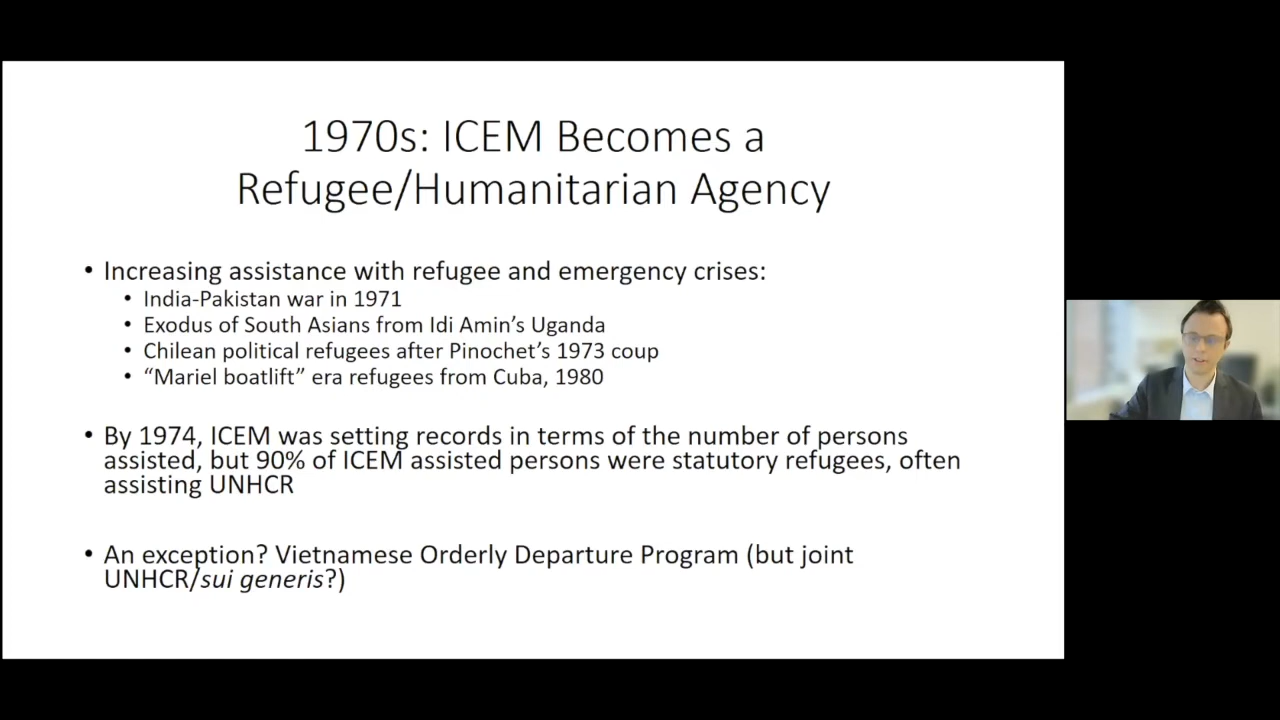 1970s: ICEM Becomes a
Refugee/Humanitarian Agency
• Increasing assistance with refugee and emergency crises:
• India-Pakistan war in 1971
• Exodus of South Asians from Idi Amin’s Uganda
• Chilean political refugees after Pinochet’s 1973 coup
• “Mariel boatlift” era refugees from Cuba, 1980
• By 1974, ICEM was setting records in terms of the number of persons
assisted, but 90% of ICEM assisted persons were statutory refugees, often
assisting UNHCR
• An exception? Vietnamese Orderly Departure Program (but joint
UNHCR/sui generis?)